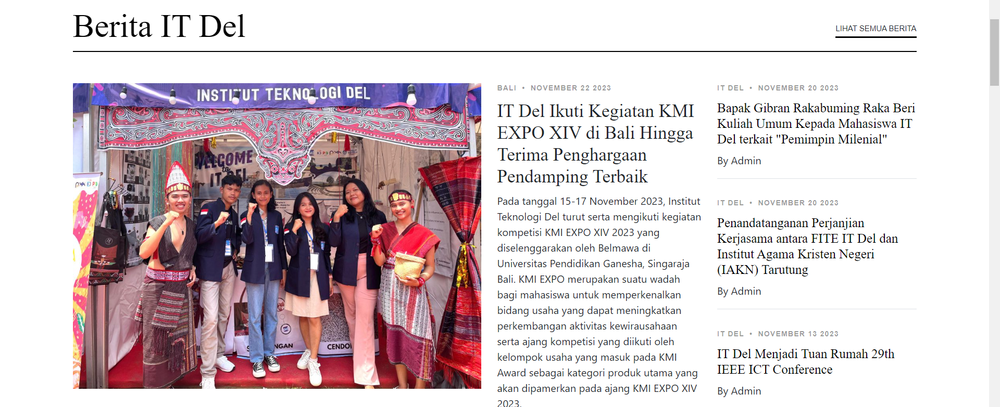 Berita IT Del
LIHAT SEMUA BERITA
INSTITUT TEKNOLOGI DEL
WELCOME
to
IT DEL
CENDOL
BALI • NOVEMBER 22 2023
IT Del Ikuti Kegiatan KMI
EXPO XIV di Bali Hingga
Terima Penghargaan
Pendamping Terbaik
Pada tanggal 15-17 November 2023, Institut
Teknologi Del turut serta mengikuti kegiatan
kompetisi KMI EXPO XIV 2023 yang
diselenggarakan oleh Belmawa di
Universitas Pendidikan Ganesha, Singaraja
Bali. KMI EXPO merupakan suatu wadah
bagi mahasiswa untuk memperkenalkan
bidang usaha yang dapat meningkatkan
perkembangan aktivitas kewirausahaan
serta ajang kompetisi yang diikuti oleh
kelompok usaha yang masuk pada KMI
Award sebagai kategori produk utama yang
akan dipamerkan pada ajang KMI EXPO XIV
2023.
IT DEL • NOVEMBER 20 2023
Bapak Gibran Rakabuming Raka Beri
Kuliah Umum Kepada Mahasiswa IT
Del terkait "Pemimpin Milenial"
By Admin
IT DEL • NOVEMBER 20 2023
Penandatanganan Perjanjian
Kerjasama antara FITE IT Del dan
Institut Agama Kristen Negeri
(IAKN) Tarutung
By Admin
IT DEL • NOVEMBER 13 2023
IT Del Menjadi Tuan Rumah 29th
IEEE ICT Conference
By Admin